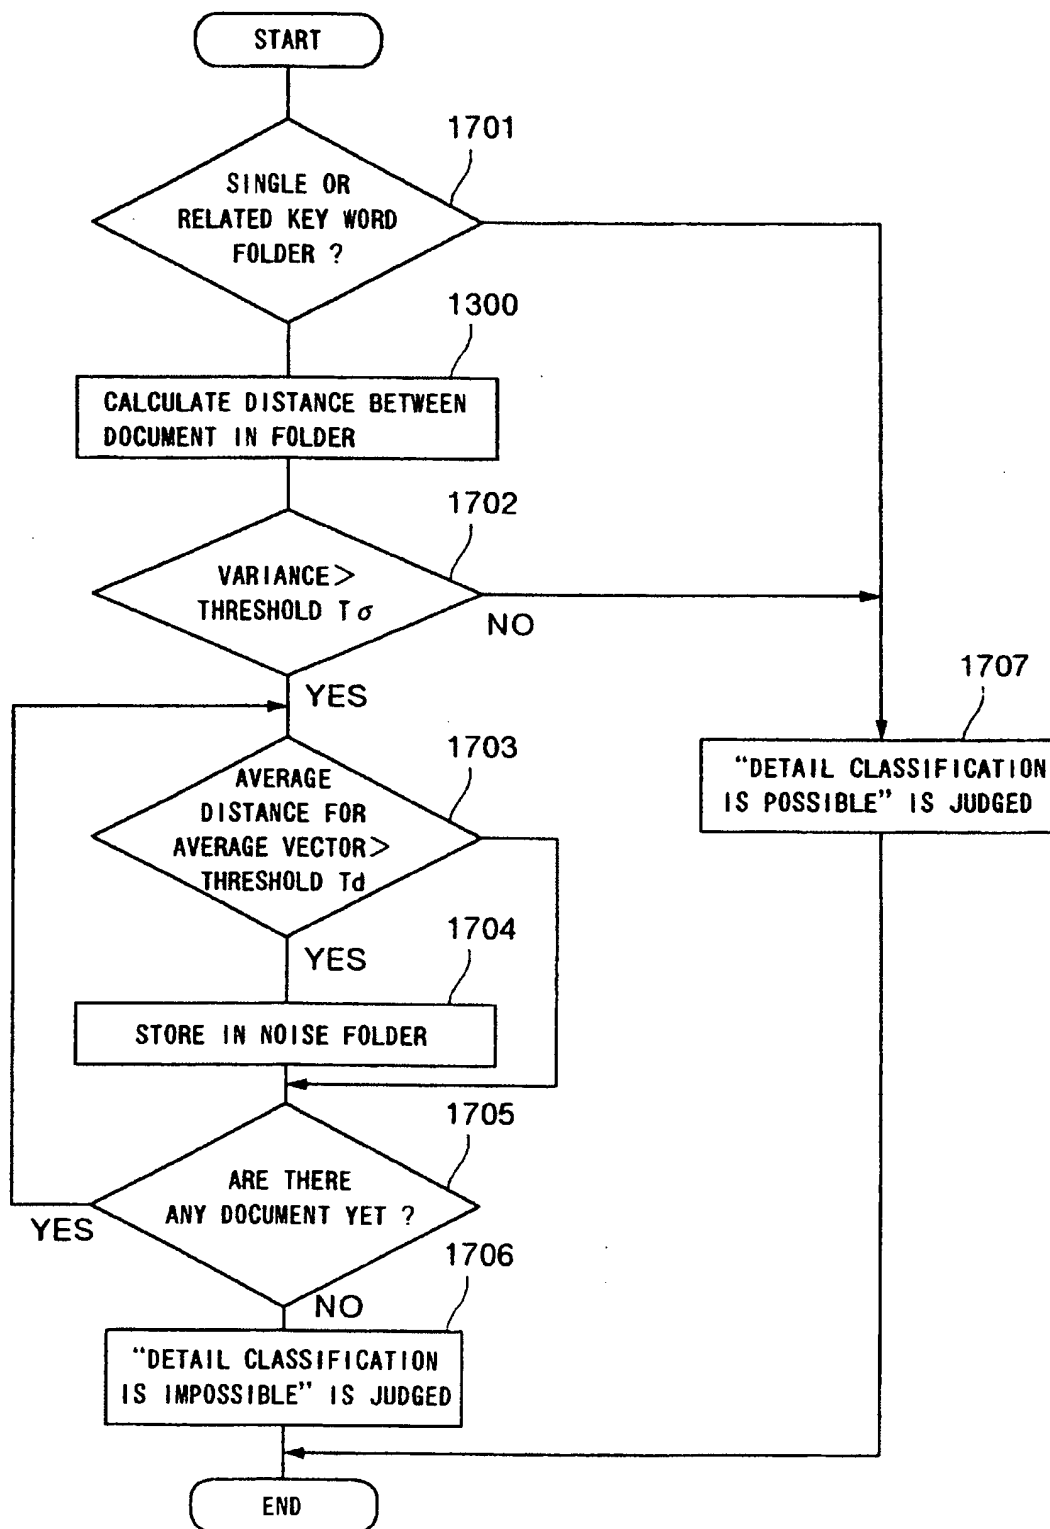 START
1701
SINGLE OR
RELATED KEY WORD
FOLDER ?
1300
CALCULATE DISTANCE BETWEEN
DOCUMENT IN FOLDER
1702
VARIANCE>
THRESHOLD Tσ
NO
YES
1707
"DETAIL CLASSIFICATION
IS POSSIBLE" IS JUDGED
1703
AVERAGE
DISTANCE FOR
AVERAGE VECTOR>
THRESHOLD Td
YES
1704
STORE IN NOISE FOLDER
1705
ARE THERE
ANY DOCUMENT YET ?
YES
1706
NO
"DETAIL CLASSIFICATION
IS IMPOSSIBLE" IS JUDGED
END